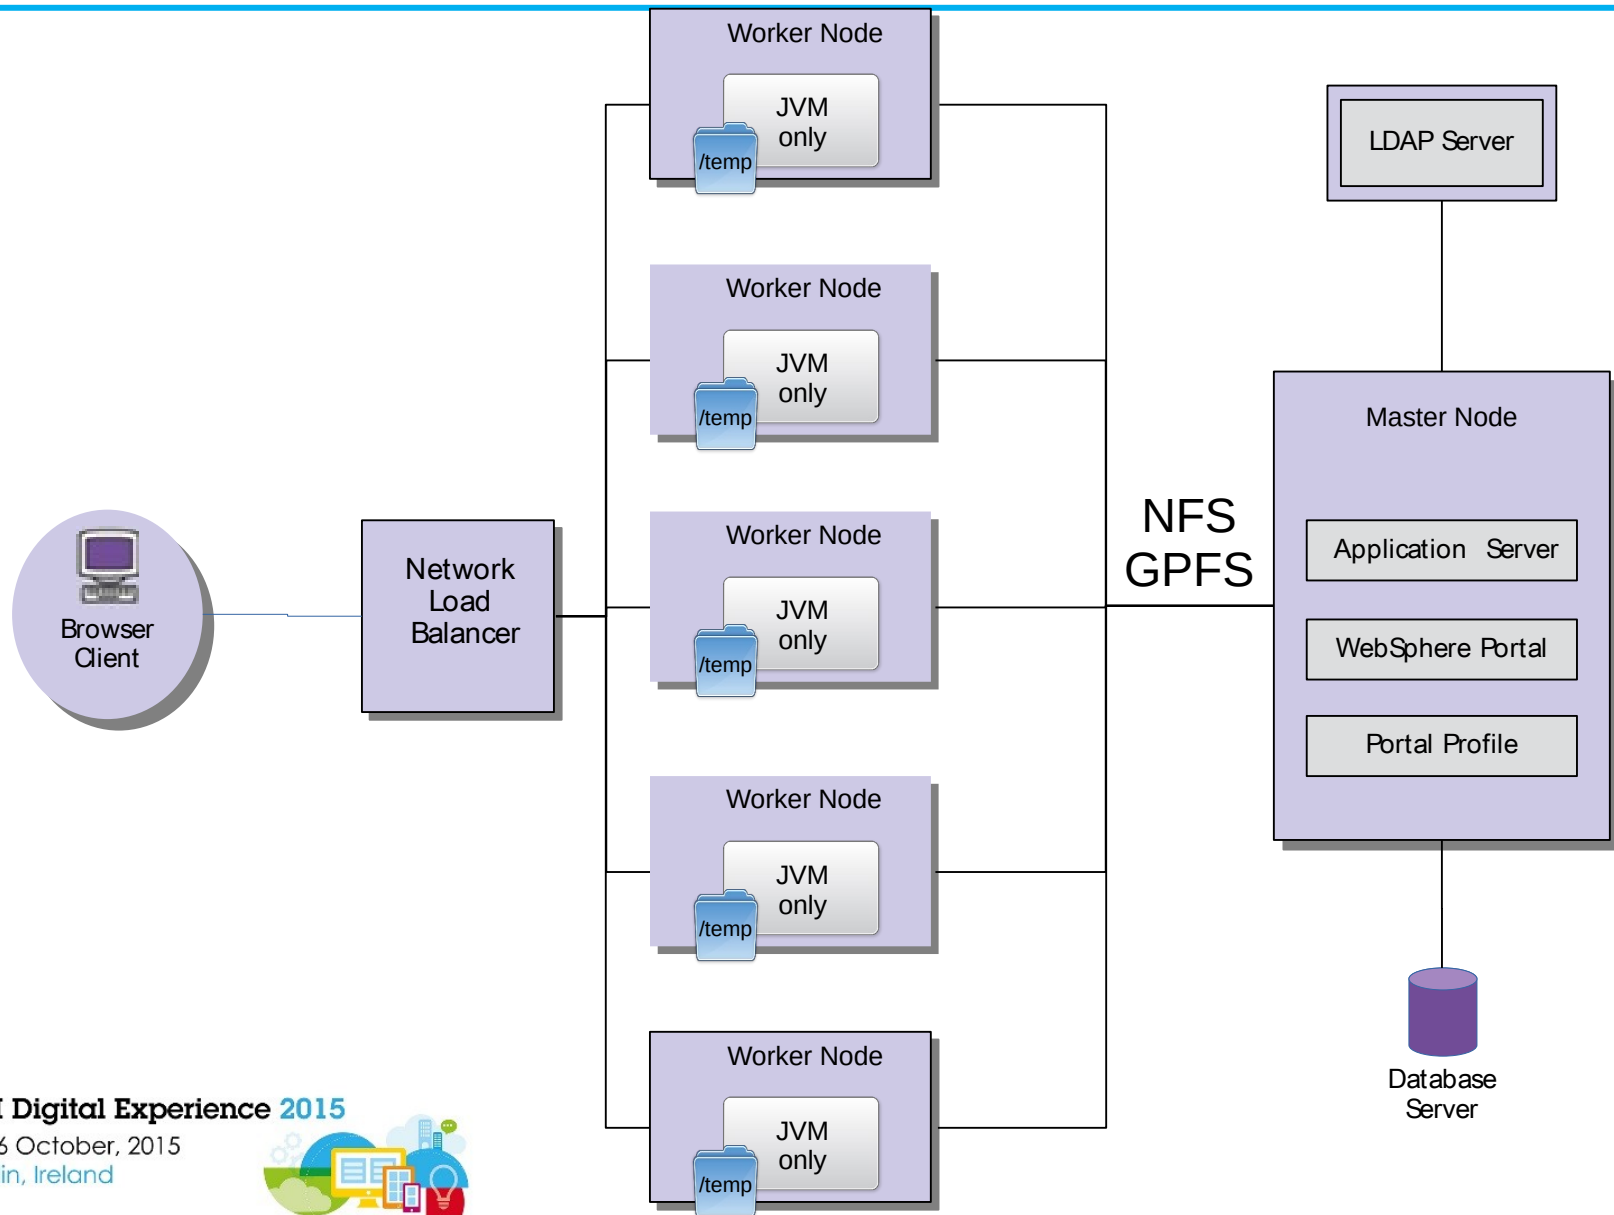 Worker Node
JVM
only
/temp
LDAP Server
Worker Node
JVM
only
/temp
Master Node
Worker Node
JVM
only
/temp
NFS
GPFS
Application Server
WebSphere Portal
Portal Profile
Network
Load
Balancer
Browser
Client
Worker Node
JVM
only
/temp
Worker Node
JVM
only
/temp
Database
Server
Digital Experience 2015
6 October, 2015
in, Ireland